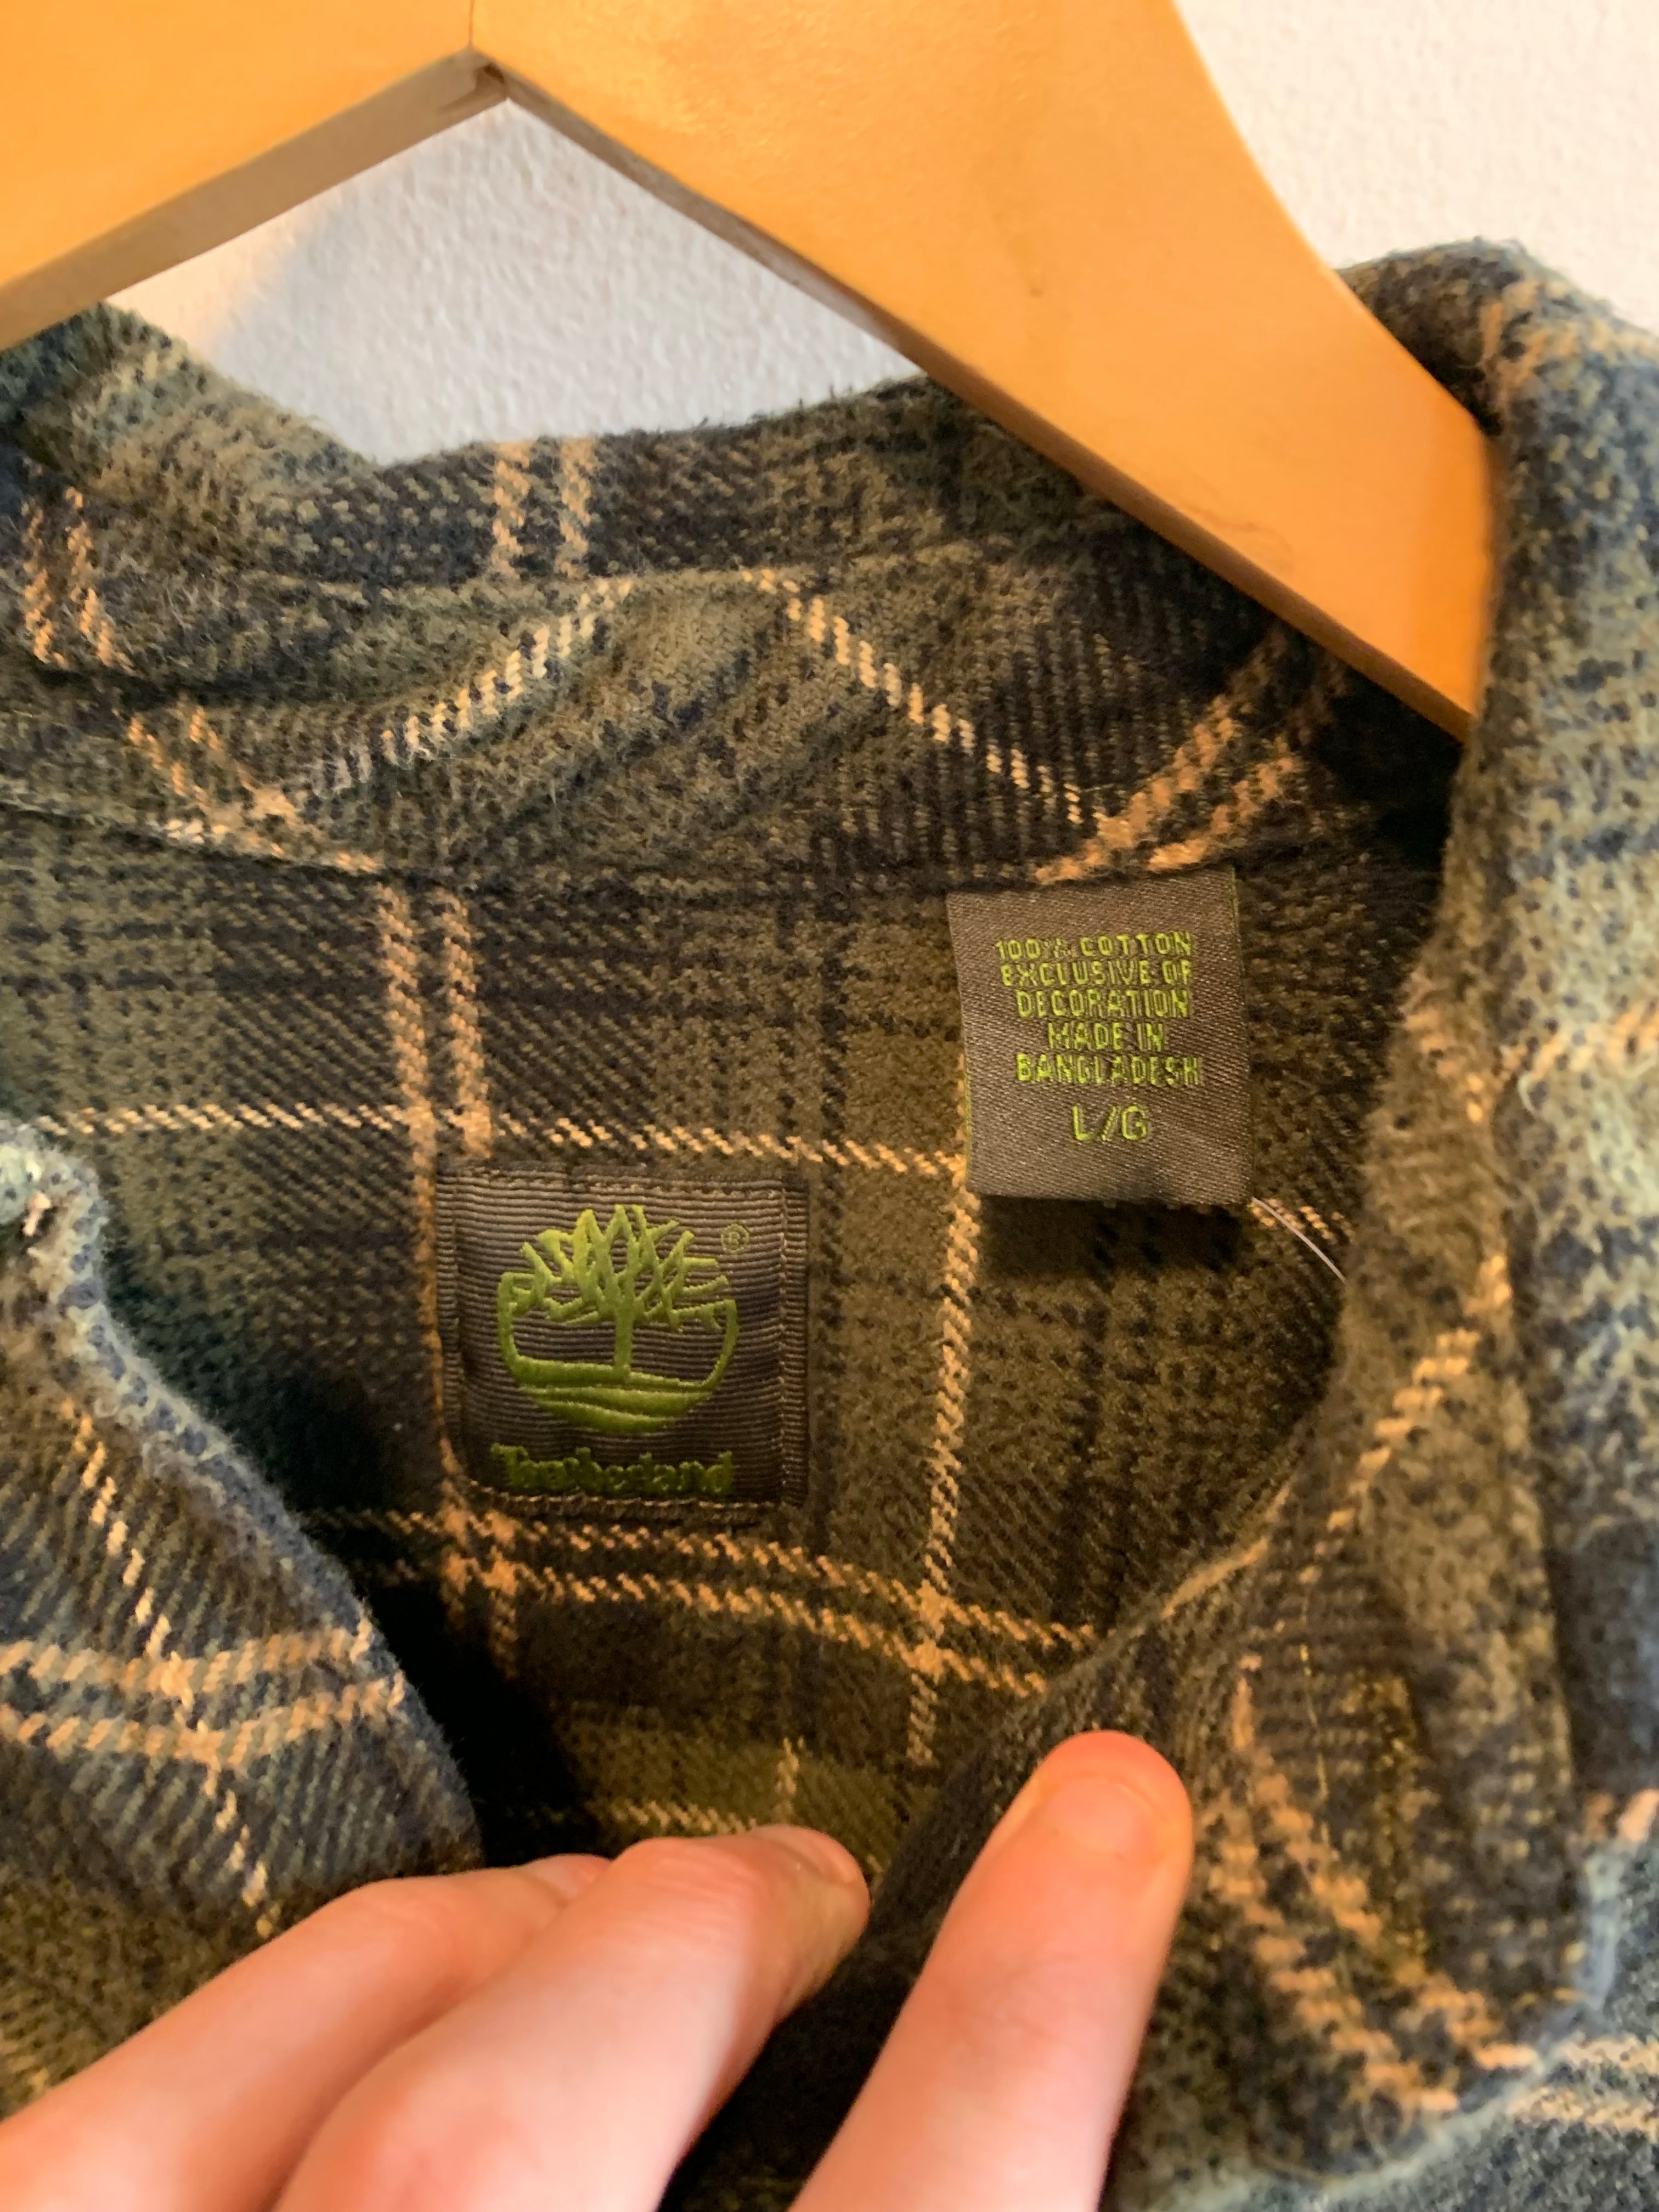 100% COTTON
EXCLUSIVE OF
DECORATION
MADE IN
BANGLADESH
L/G
®
Timberland